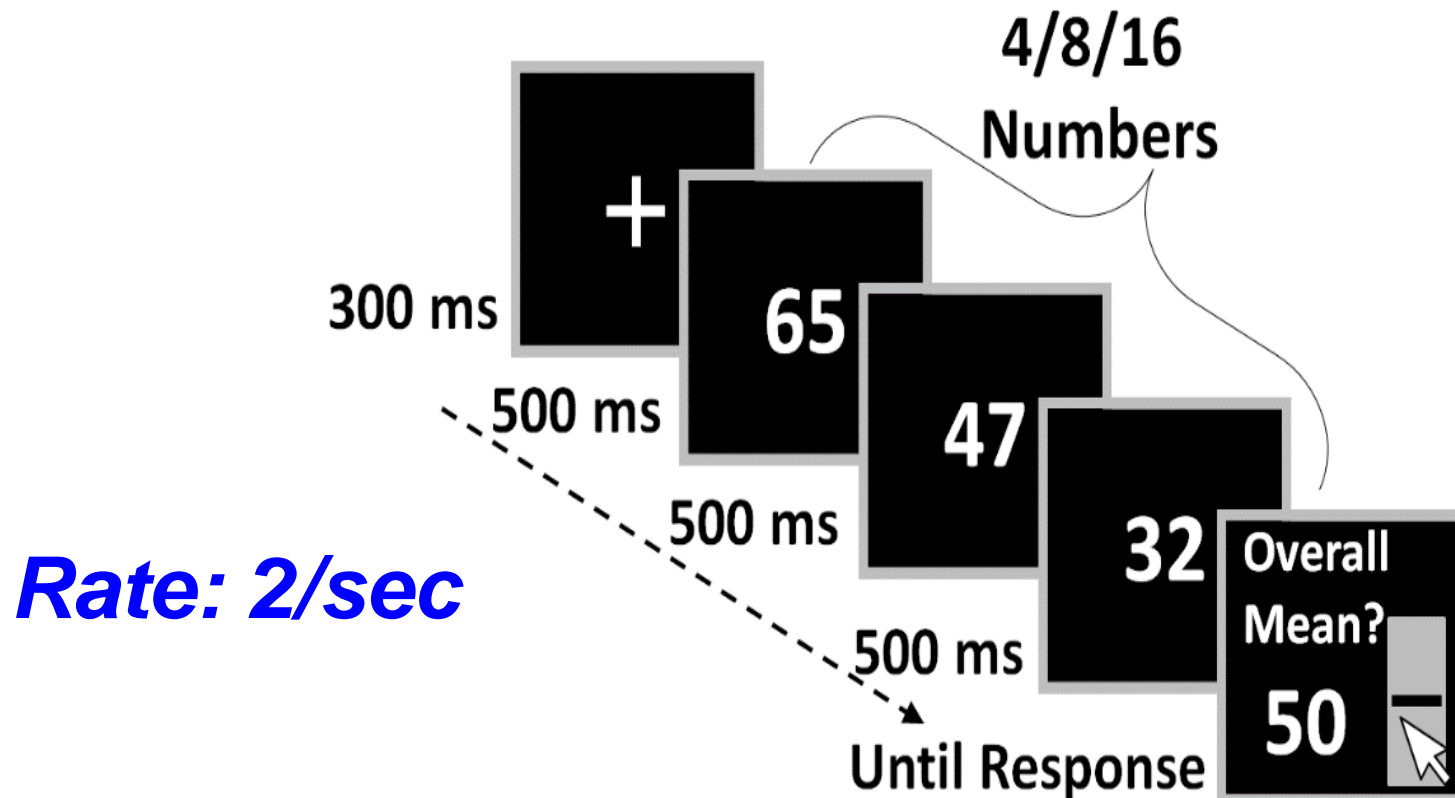 4/8/16
Numbers
+
300 ms
65
500 ms
47
500 ms
32
500 ms
Rate: 2/sec
Overall
Mean?
50
Until Response